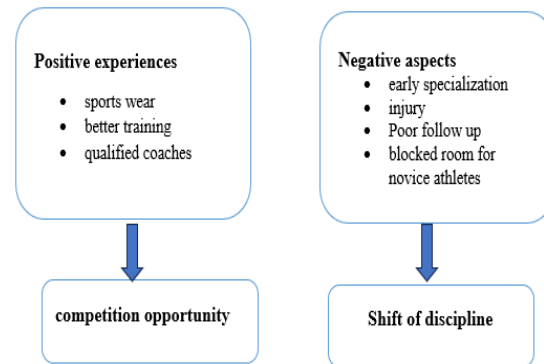 Positive experiences
• sports wear
• better training
• qualified coaches
competition opportunity
Negative aspects
• early specialization
• injury
• Poor follow up
• blocked room for
novice athletes
Shift of discipline